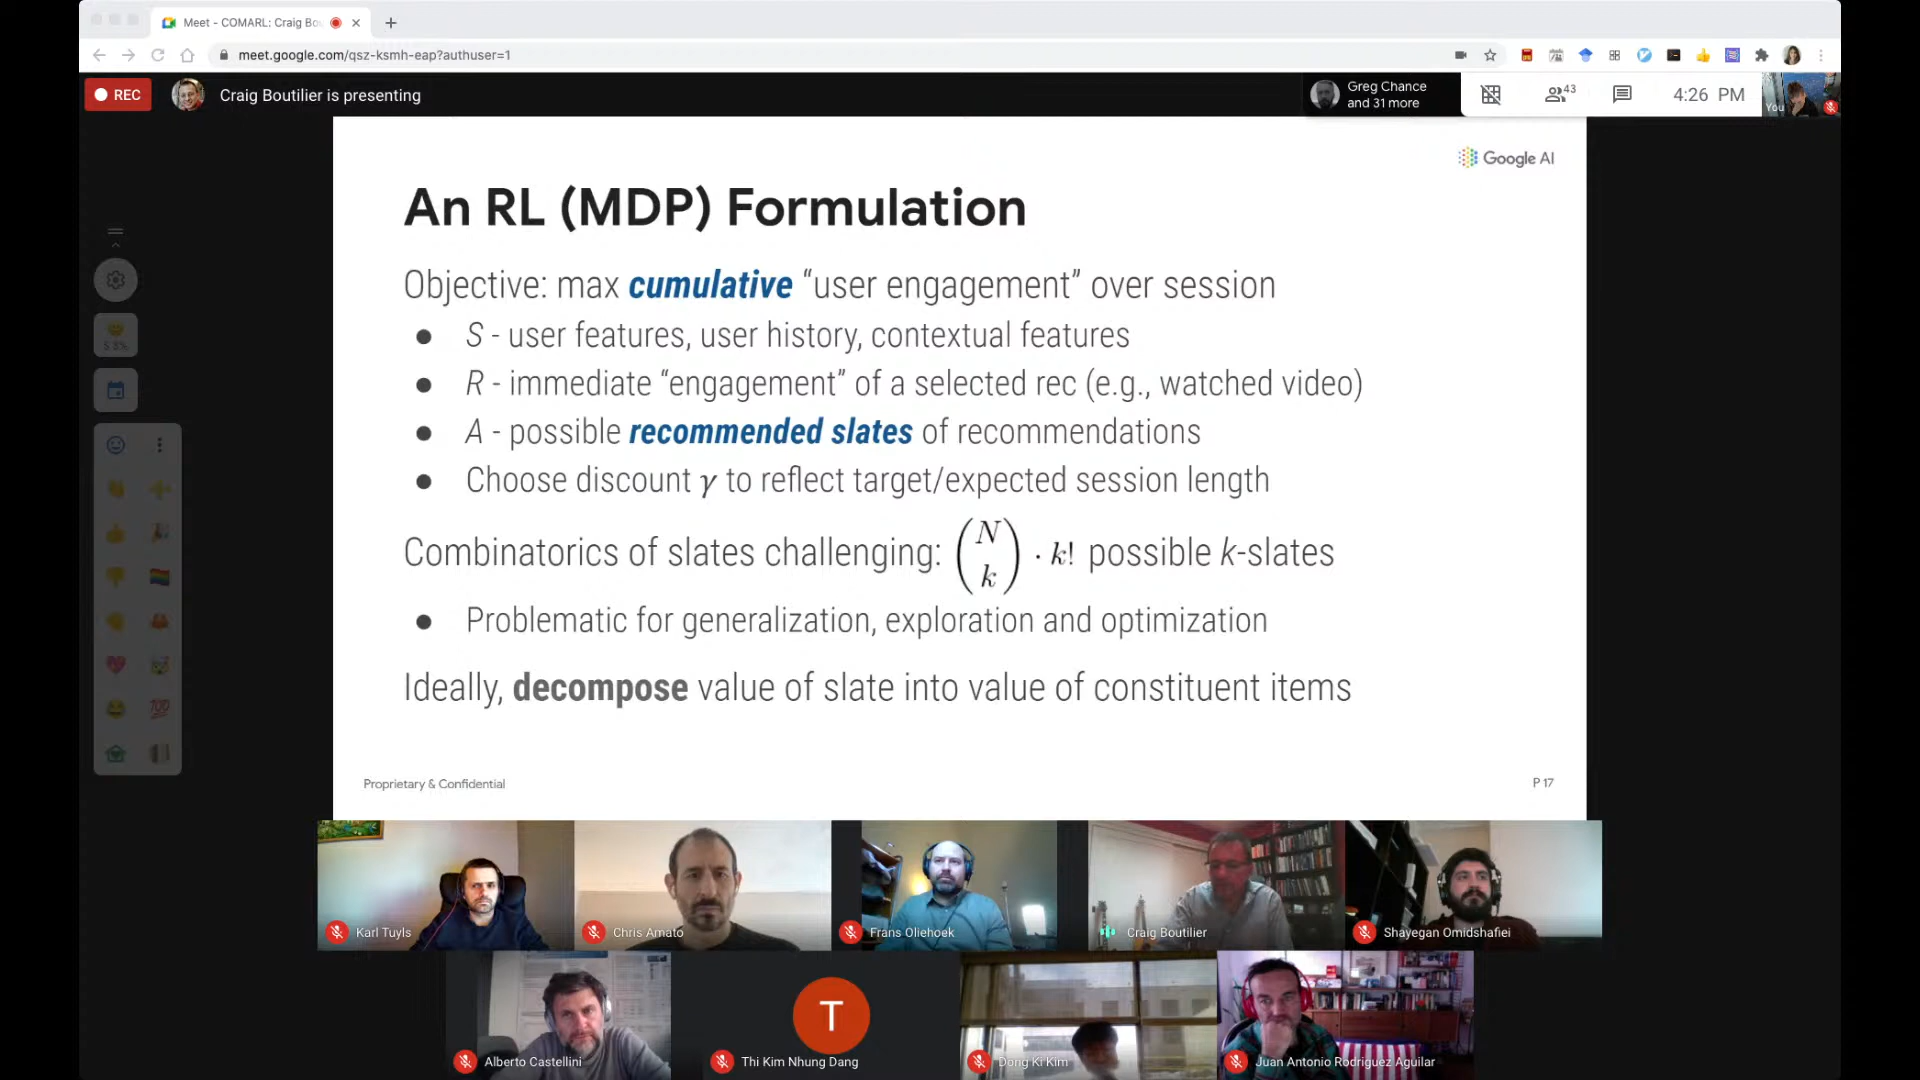 Meet - COMARL: Craig Bo
meet.google.com/qsz-ksmh-eap?authuser=1
REC
Craig Boutilier is presenting
Greg Chance
and 31 more
43
4:26 PM
You
Google AI
An RL (MDP) Formulation
Objective: max cumulative “user engagement” over session
● S - user features, user history, contextual features
● R - immediate “engagement” of a selected rec (e.g., watched video)
● A - possible recommended slates of recommendations
● Choose discount γ to reflect target/expected session length
Combinatorics of slates challenging: (N k) · k! possible k-slates
● Problematic for generalization, exploration and optimization
Ideally, decompose value of slate into value of constituent items
Proprietary & Confidential
P 17
Karl Tuyls
Chris Amato
Frans Oliehoek
Craig Boutilier
Shayegan Omidshafiei
Alberto Castellini
T
Thi Kim Nhung Dang
Dong Ki Kim
Juan Antonio Rodriguez Aguilar